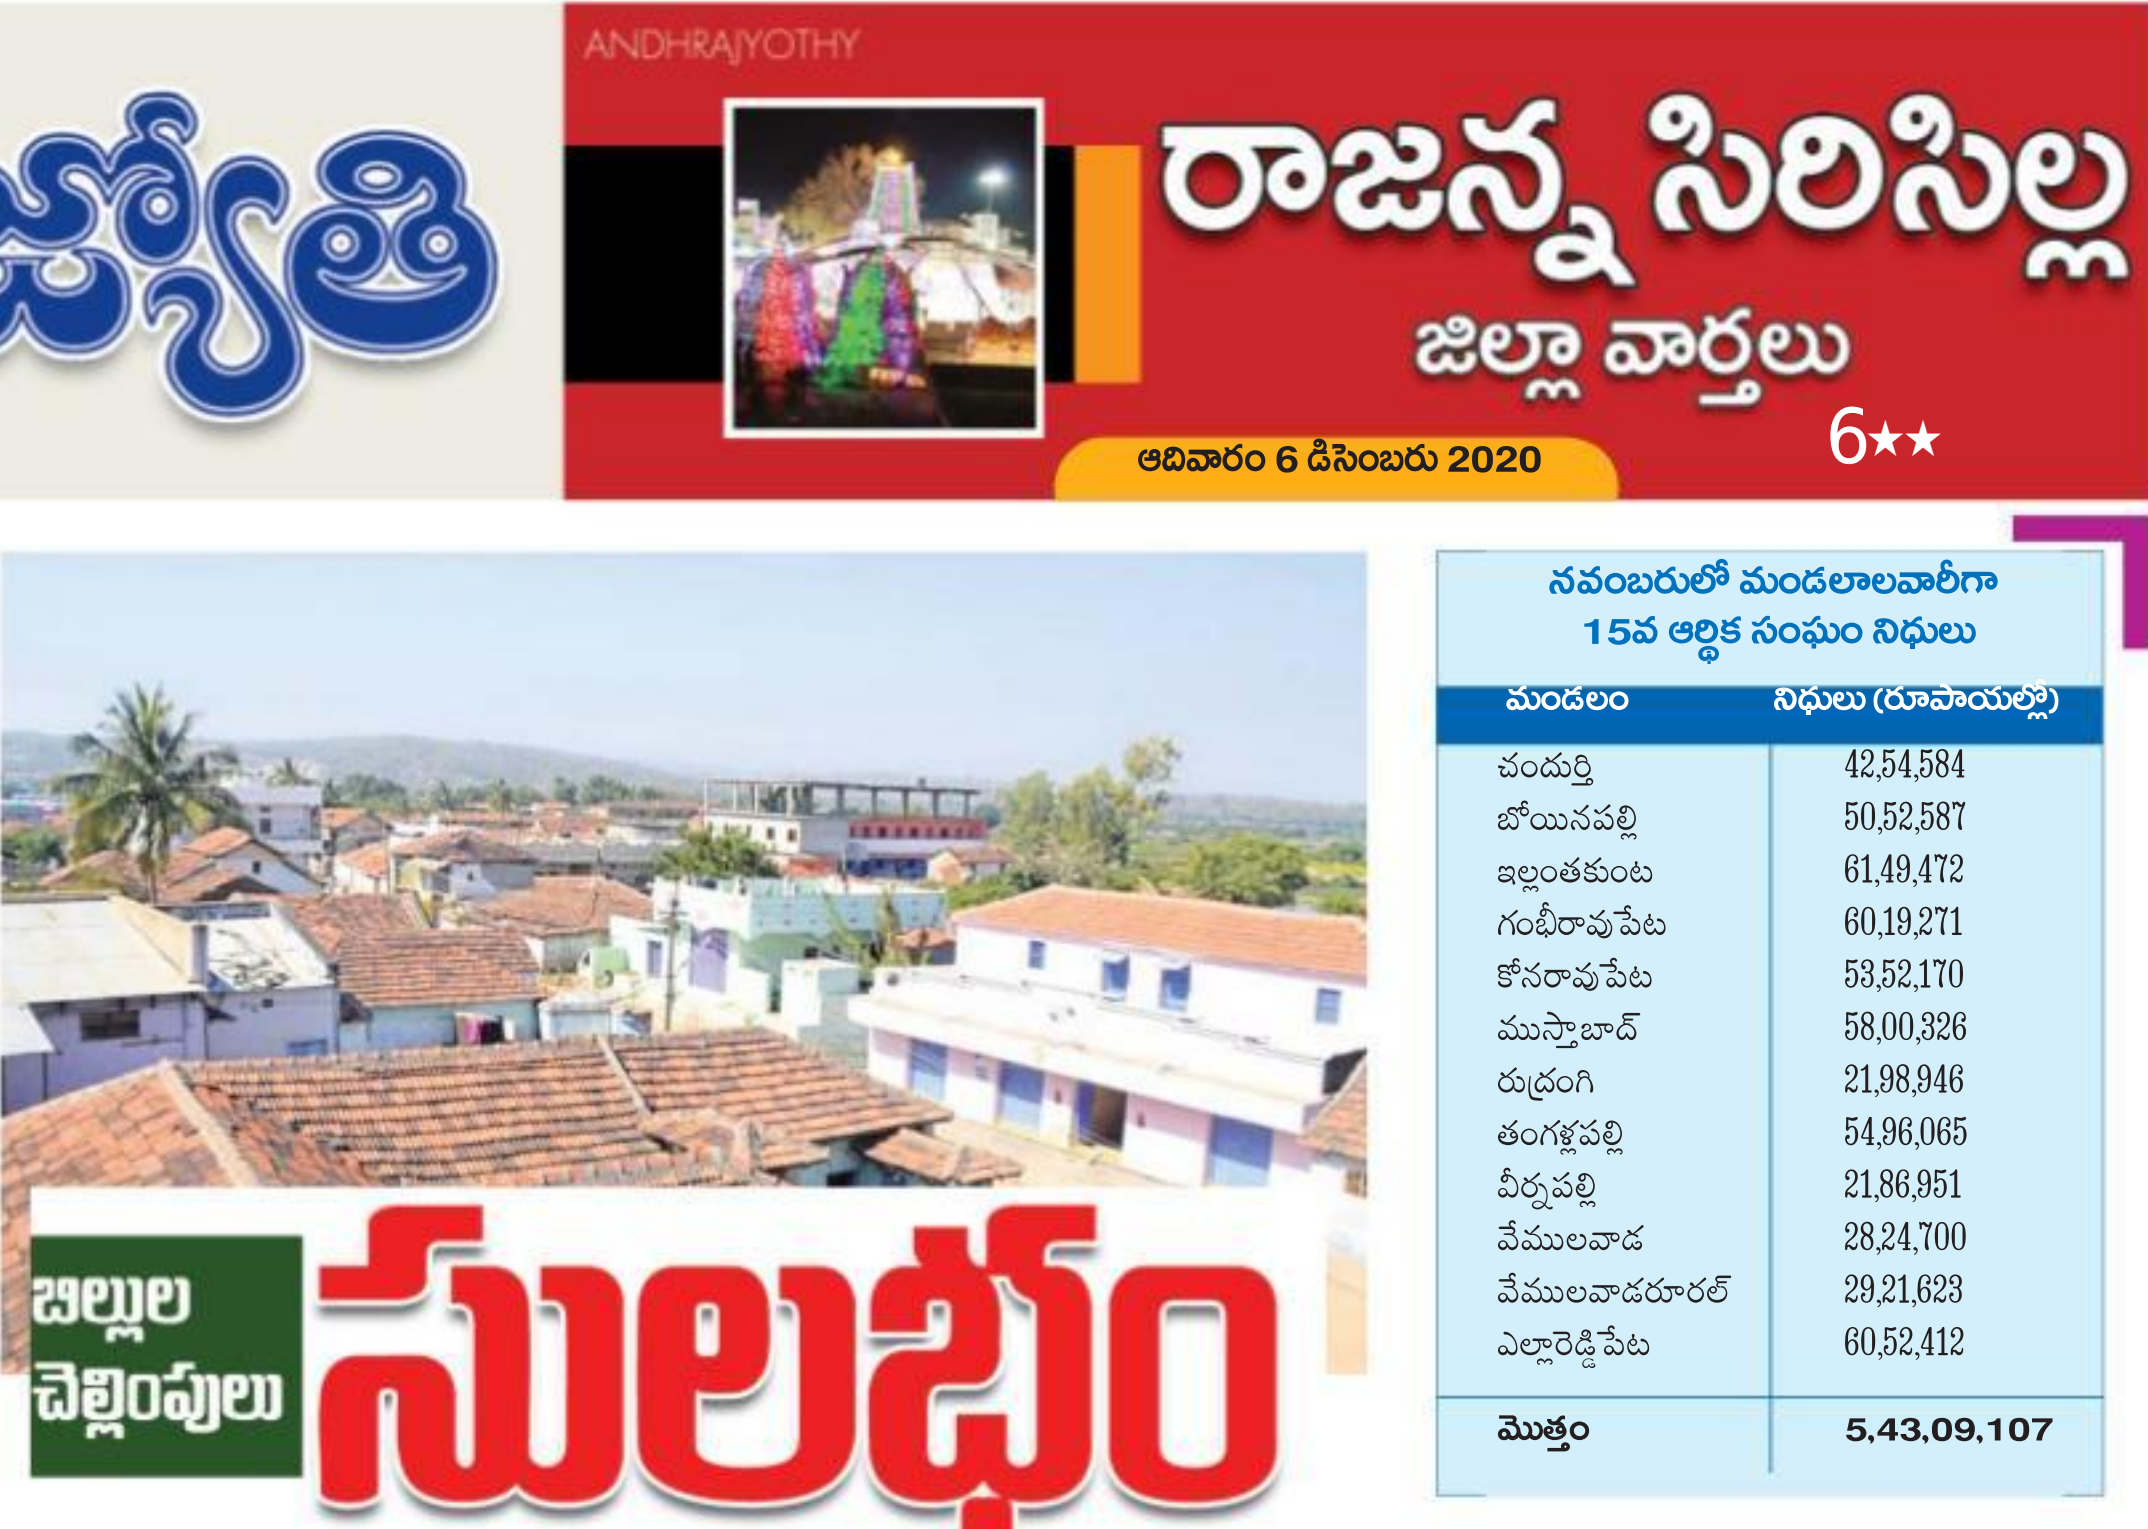 జ్యోతి
ANDHRAJYOTHY
రాజన్న సిరిసిల్ల
జిల్లా వార్తలు
6★★
ఆదివారం 6 డిసెంబరు 2020
బిల్లుల
చెల్లింపులు
సులభం
నవంబరులో మండలాలవారీగా
15వ ఆర్థిక సంఘం నిధులు
మండలం నిధులు (రూపాయల్లో)
చందుర్తి 42,54,584
బోయినపల్లి 50,52,587
ఇల్లంతకుంట 61,49,472
గంభీరావుపేట 60,19,271
కోనరావుపేట 53,52,170
ముస్తాబాద్ 58,00,326
రుద్రంగి 21,98,946
తంగళ్లపల్లి 54,96,065
వీర్నపల్లి 21,86,951
వేములవాడ 28,24,700
వేములవాడరూరల్ 29,21,623
ఎల్లారెడ్డిపేట 60,52,412
మొత్తం 5,43,09,107